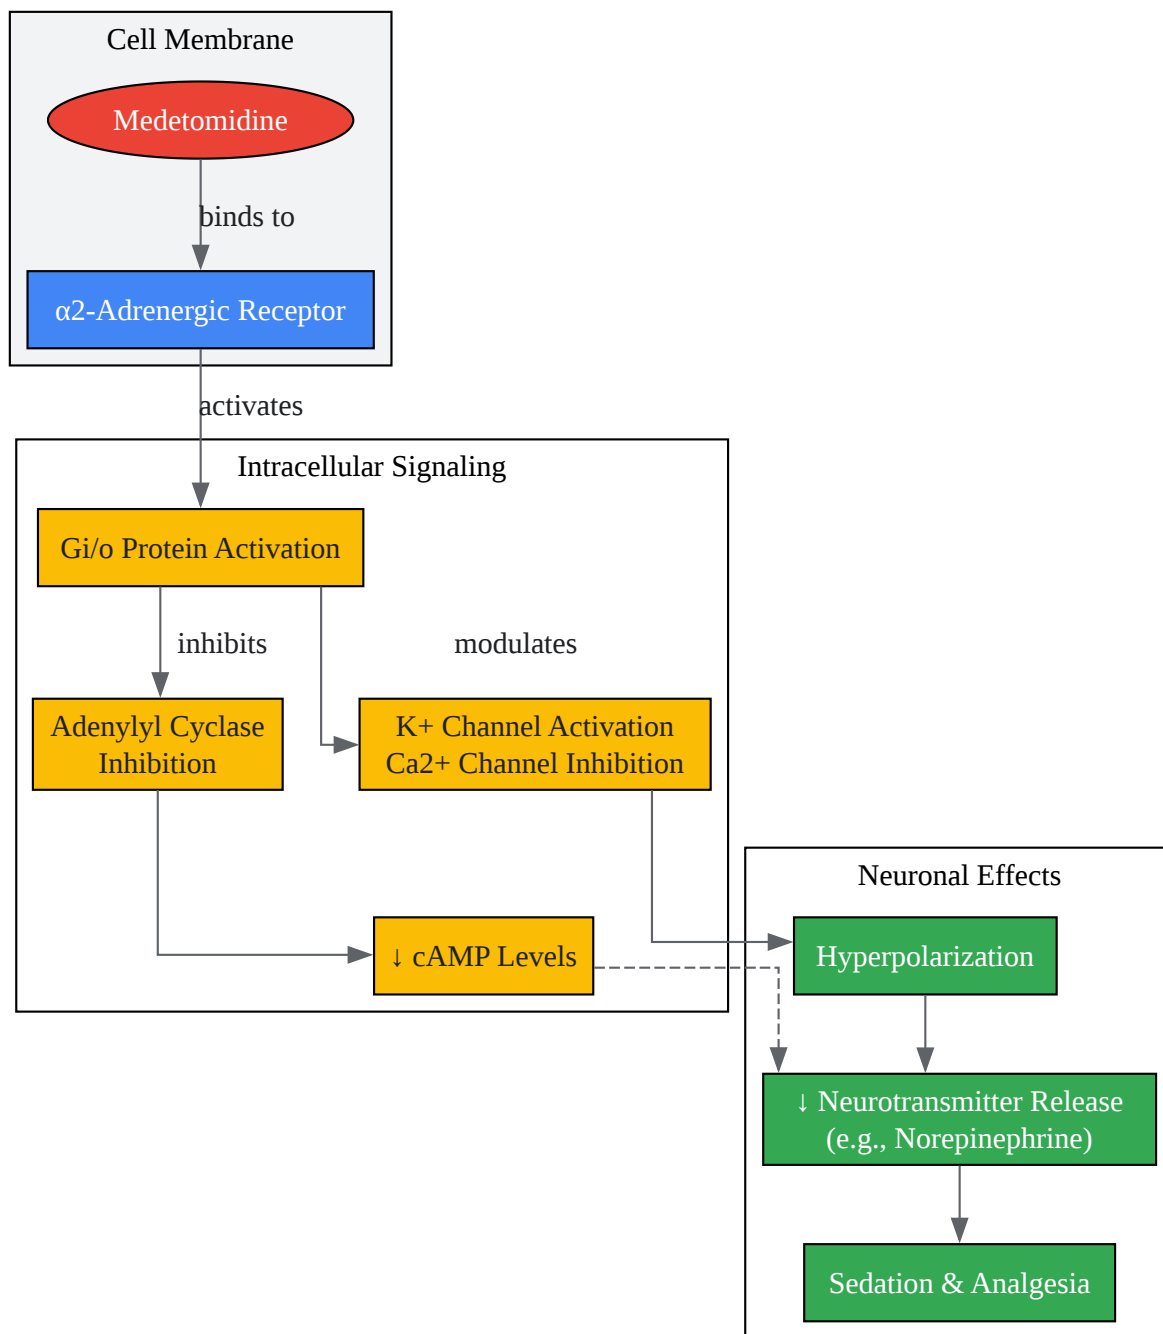 Cell Membrane
Medetomidine
binds to
α2-Adrenergic Receptor
activates
Intracellular Signaling
Gi/o Protein Activation
inhibits
modulates
Adenylyl Cyclase
Inhibition
K+ Channel Activation
Ca2+ Channel Inhibition
↓ cAMP Levels
Neuronal Effects
Hyperpolarization
↓ Neurotransmitter Release
(e.g., Norepinephrine)
Sedation & Analgesia